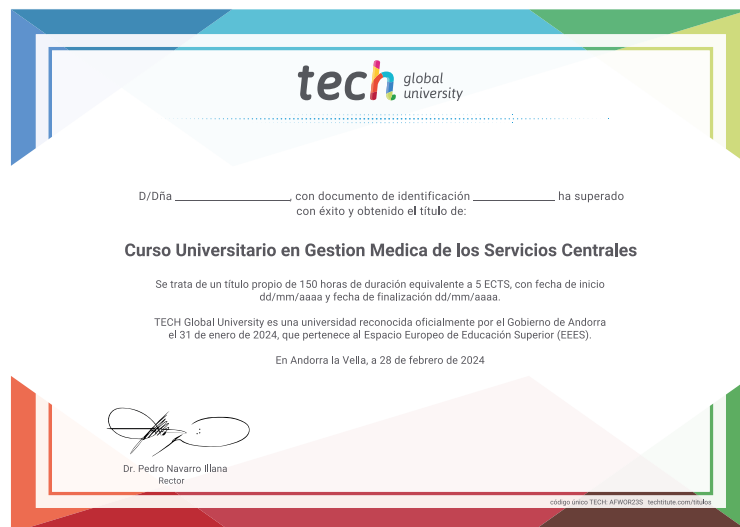 tech global university
D/Dña ____________, con documento de identificación ____________ ha superado
con éxito y obtenido el título de:
Curso Universitario en Gestion Medica de los Servicios Centrales
Se trata de un título propio de 150 horas de duración equivalente a 5 ECTS, con fecha de inicio
dd/mm/aaaa y fecha de finalización dd/mm/aaaa.
TECH Global University es una universidad reconocida oficialmente por el Gobierno de Andorra
el 31 de enero de 2024, que pertenece al Espacio Europeo de Educación Superior (EEES).
En Andorra la Vella, a 28 de febrero de 2024
Dr. Pedro Navarro Illana
Rector
código único TECH: AFWOR23S techtitute.com/titulos